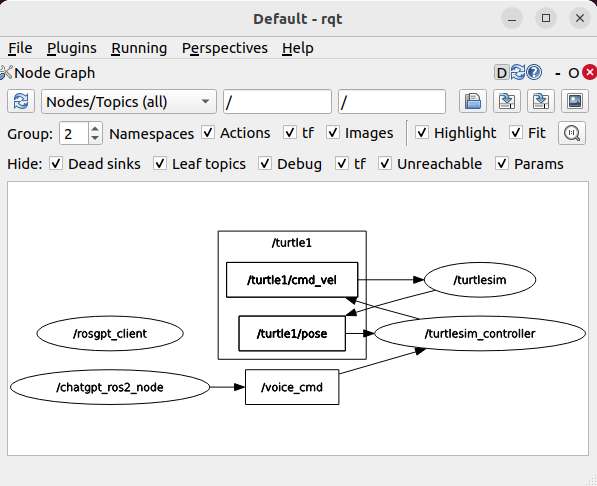 Default - rqt
File Plugins Running Perspectives Help
Node Graph D - O
Nodes/Topics (all) / /
Group: 2 Namespaces Actions tf Images Highlight Fit
Hide: Dead sinks Leaf topics Debug tf Unreachable Params
/turtle1
/turtle1/cmd_vel /turtlesim
/rosgpt_client /turtle1/pose /turtlesim_controller
/chatgpt_ros2_node /voice_cmd